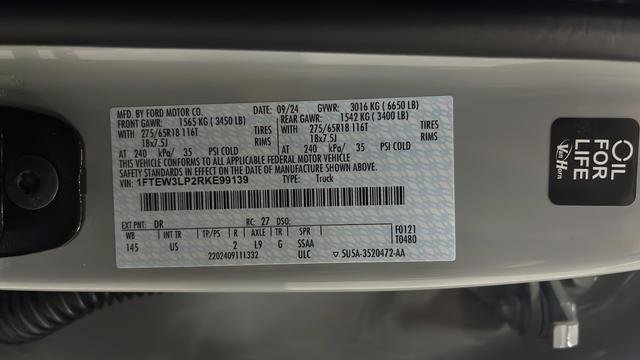 MFD. BY FORD MOTOR CO.
DATE: 09/24 GVWR: 3016 KG ( 6650 LB)
FRONT GAWR: 1565 KG ( 3450 LB) REAR GAWR: 1542 KG ( 3400 LB)
WITH 275/65R18 116T TIRES WITH 275/65R18 116T TIRES
18x7.5J RIMS 18x7.5J RIMS
AT 240 kPa/ 35 PSI COLD AT 240 kPa/ 35 PSI COLD
THIS VEHICLE CONFORMS TO ALL APPLICABLE FEDERAL MOTOR VEHICLE
SAFETY STANDARDS IN EFFECT ON THE DATE OF MANUFACTURE SHOWN ABOVE.
VIN: 1FTEW3LP2RKE99139 TYPE: Truck
EXT PNT: DR RC: 27 DSO: F0121
WB INT TR TP/PS R AXLE TR SPR T0480
145 US 2 L9 G SSAA
2202409111332 ULC ▽ 5U5A-3520472-AA
OIL
FOR
LIFE
Van Horn